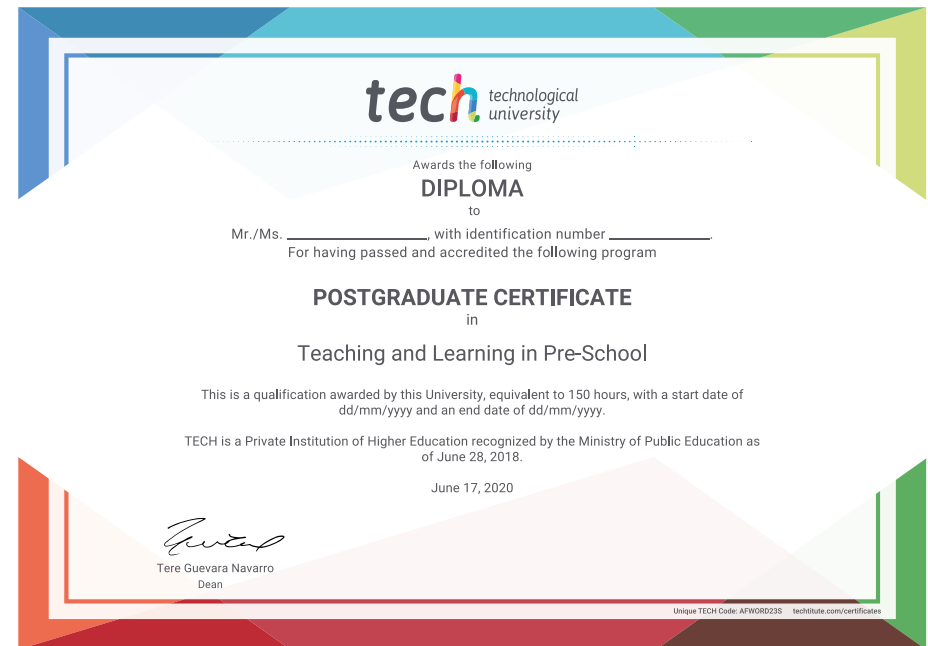 tech technological
university
Awards the following
DIPLOMA
to
Mr./Ms. ____________________, with identification number ______________.
For having passed and accredited the following program
POSTGRADUATE CERTIFICATE
in
Teaching and Learning in Pre-School
This is a qualification awarded by this University, equivalent to 150 hours, with a start date of
dd/mm/yyyy and an end date of dd/mm/yyyy.
TECH is a Private Institution of Higher Education recognized by the Ministry of Public Education as
of June 28, 2018.
June 17, 2020
Tere Guevara Navarro
Dean
Unique TECH Code: AFWORD23S techtitute.com/certificates